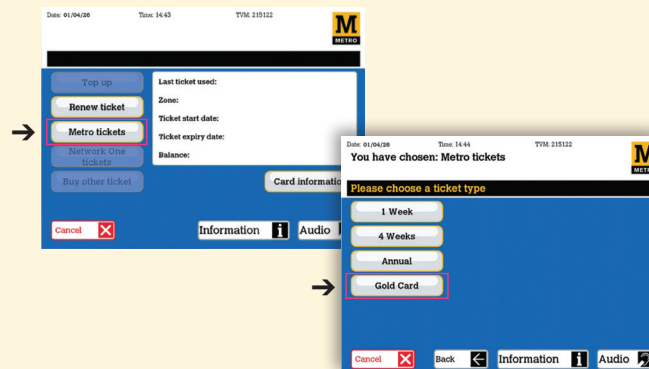 Date: 01/04/26 Time: 14:43 TVM: 215122
M
METRO
Top up
Renew ticket
Metro tickets
Network One
tickets
Buy other ticket
Last ticket used:
Zone:
Ticket start date:
Ticket expiry date:
Balance:
Card informatio
Cancel
Information i Audio
Date: 01/04/26 Time: 14:44 TVM: 215122
You have chosen: Metro tickets
M
METRO
Please choose a ticket type
1 Week
4 Weeks
Annual
Gold Card
Cancel Back Information i Audio